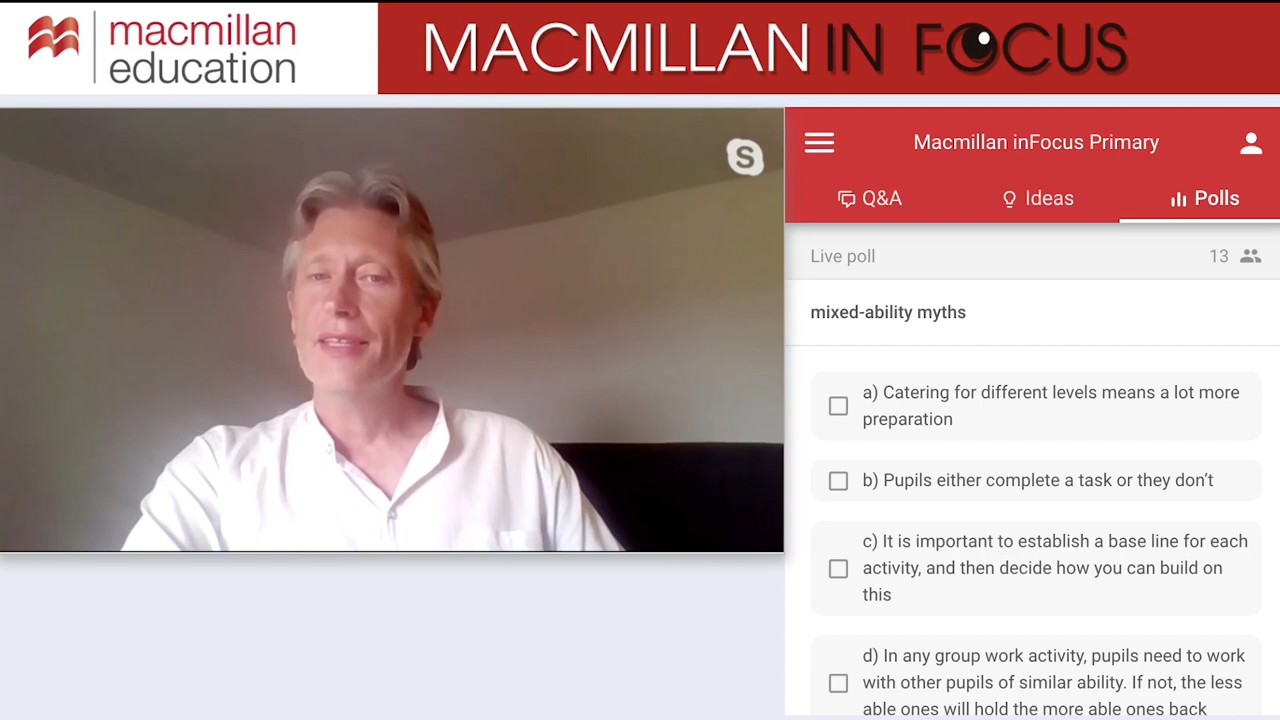 macmillan
education
MACMILLAN IN FOCUS
S
Macmillan inFocus Primary
Q&A
Ideas
Polls
Live poll
13
mixed-ability myths
a) Catering for different levels means a lot more
preparation
b) Pupils either complete a task or they don’t
c) It is important to establish a base line for each
activity, and then decide how you can build on
this
d) In any group work activity, pupils need to work
with other pupils of similar ability. If not, the less
able ones will hold the more able ones back